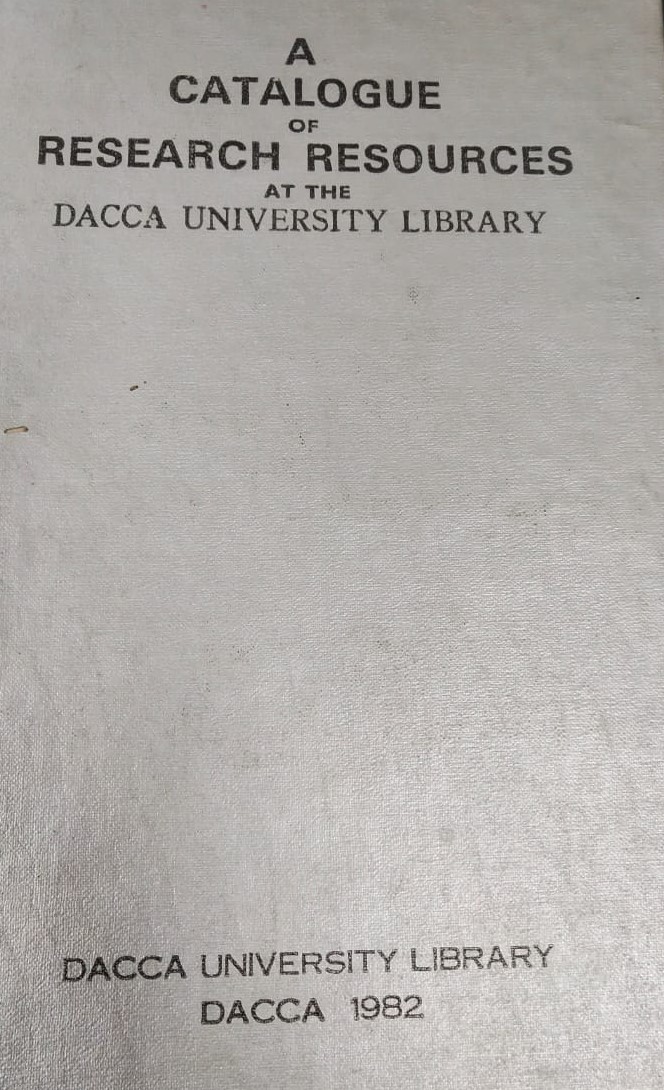 A
CATALOGUE
OF
RESEARCH RESOURCES
AT THE
DACCA UNIVERSITY LIBRARY
DACCA UNIVERSITY LIBRARY
DACCA 1982